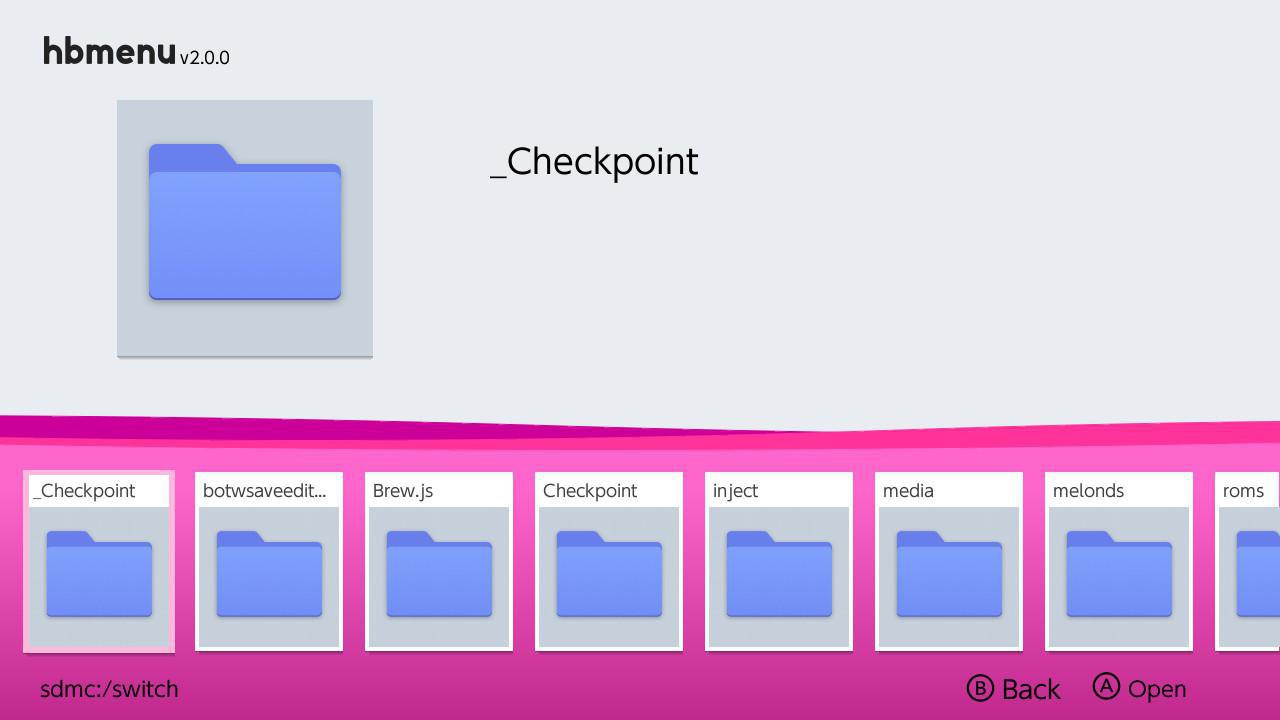 hbmenu v2.0.0
_Checkpoint
_Checkpoint botwsaveedit... Brew.js Checkpoint inject media melonds roms
sdmc:/switch B Back A Open